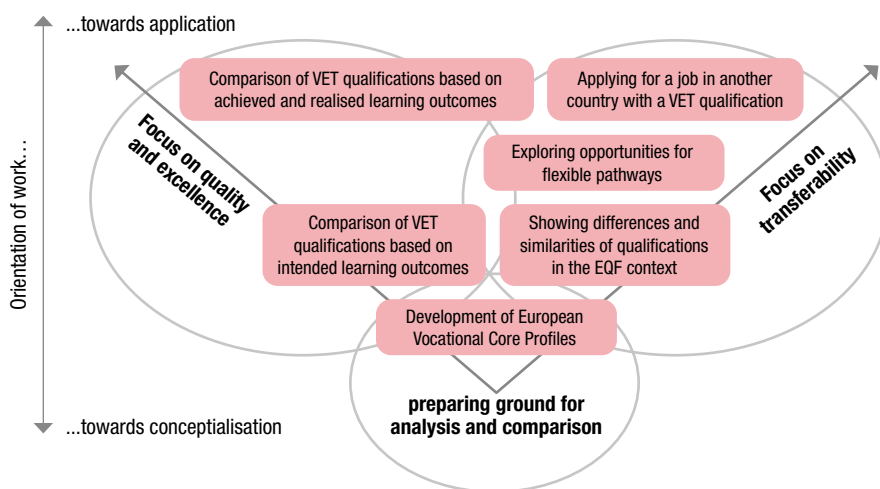 ...towards application
Comparison of VET qualifications based on
achieved and realised learning outcomes
Applying for a job in another
country with a VET qualification
Focus on quality
and excellence
Exploring opportunities for
flexible pathways
Focus on
transferability
Orientation of work…
Comparison of VET
qualifications based on
intended learning outcomes
Showing differences and
similarities of qualifications
in the EQF context
Development of European
Vocational Core Profiles
preparing ground for
analysis and comparison
...towards conceptialisation